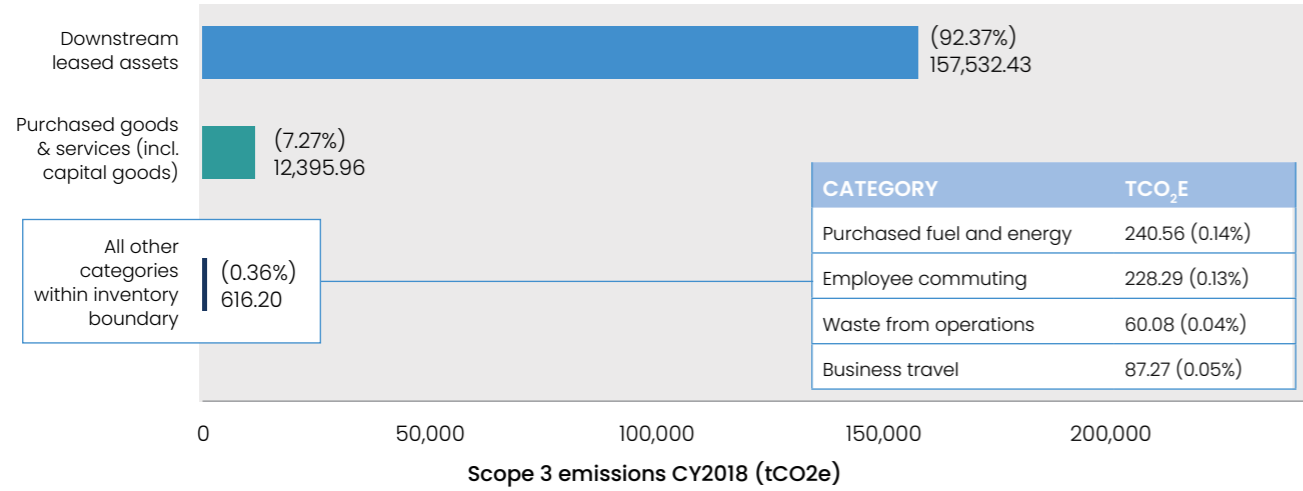 Downstream
leased assets
(92.37%)
157,532.43
Purchased goods
& services (incl.
capital goods)
(7.27%)
12,395.96
All other
categories
within inventory
boundary
(0.36%)
616.20
CATEGORY TCO₂E
Purchased fuel and energy 240.56 (0.14%)
Employee commuting 228.29 (0.13%)
Waste from operations 60.08 (0.04%)
Business travel 87.27 (0.05%)
0 50,000 100,000 150,000 200,000
Scope 3 emissions CY2018 (tCO2e)